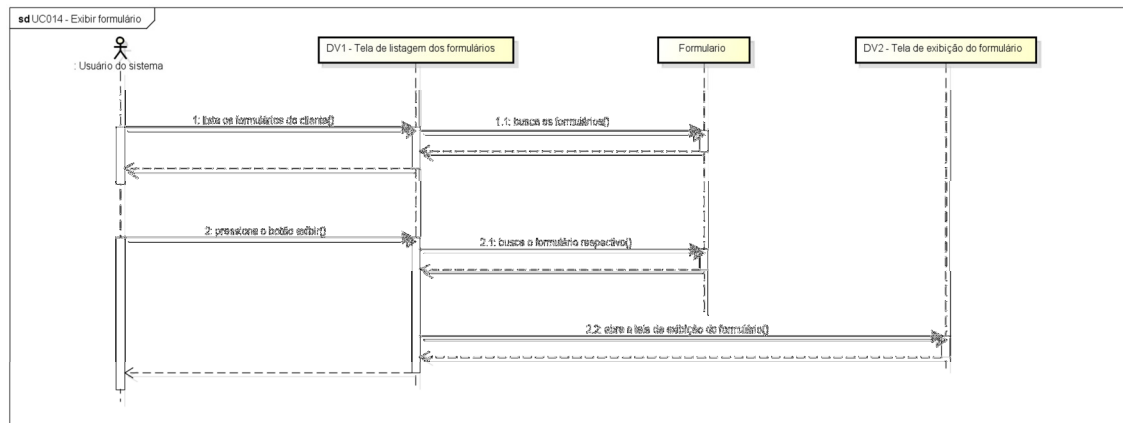 sd UC014 - Exibir formulário
: Usuário do sistema
DV1 - Tela de listagem dos formulários
Formulario
DV2 - Tela de exibição do formulário
1: lista os formulários do cliente()
1.1: busca os formulários()
2: pressiona o botão exibir()
2.1: busca o formulário respectivo()
2.2: abre a tela de exibição do formulário()